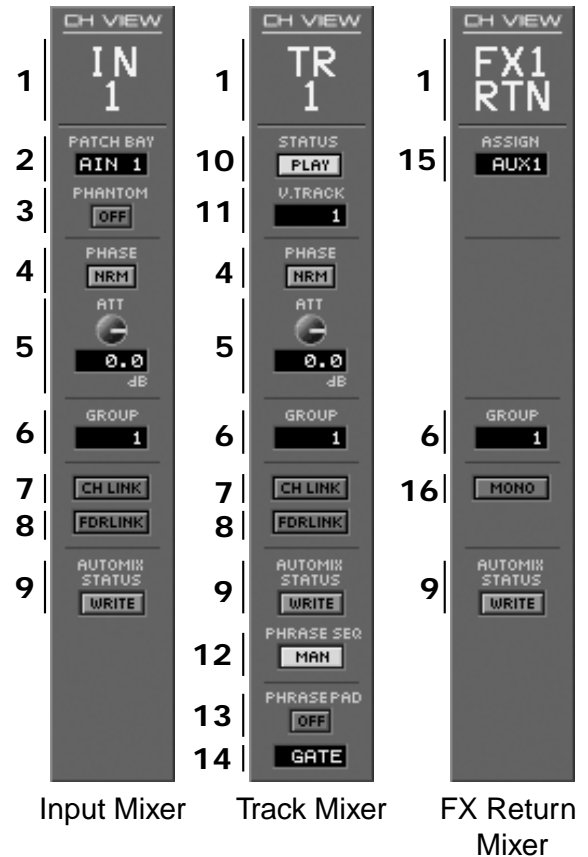 CH VIEW
1
IN
1
2
PATCH BAY
AIN 1
3
PHANTOM
OFF
4
PHASE
NRM
5
ATT
0.0
dB
6
GROUP
1
7
CH LINK
8
FDRLINK
9
AUTOMIX
STATUS
WRITE
Input Mixer
CH VIEW
1
TR
1
10
STATUS
PLAY
11
V.TRACK
1
4
PHASE
NRM
5
ATT
0.0
dB
6
GROUP
1
7
CH LINK
8
FDRLINK
9
AUTOMIX
STATUS
WRITE
12
PHRASE SEQ
MAN
13
PHRASE PAD
OFF
14
GATE
Track Mixer
CH VIEW
1
FX1
RTN
15
ASSIGN
AUX1
6
GROUP
1
16
MONO
9
AUTOMIX
STATUS
WRITE
FX Return
Mixer